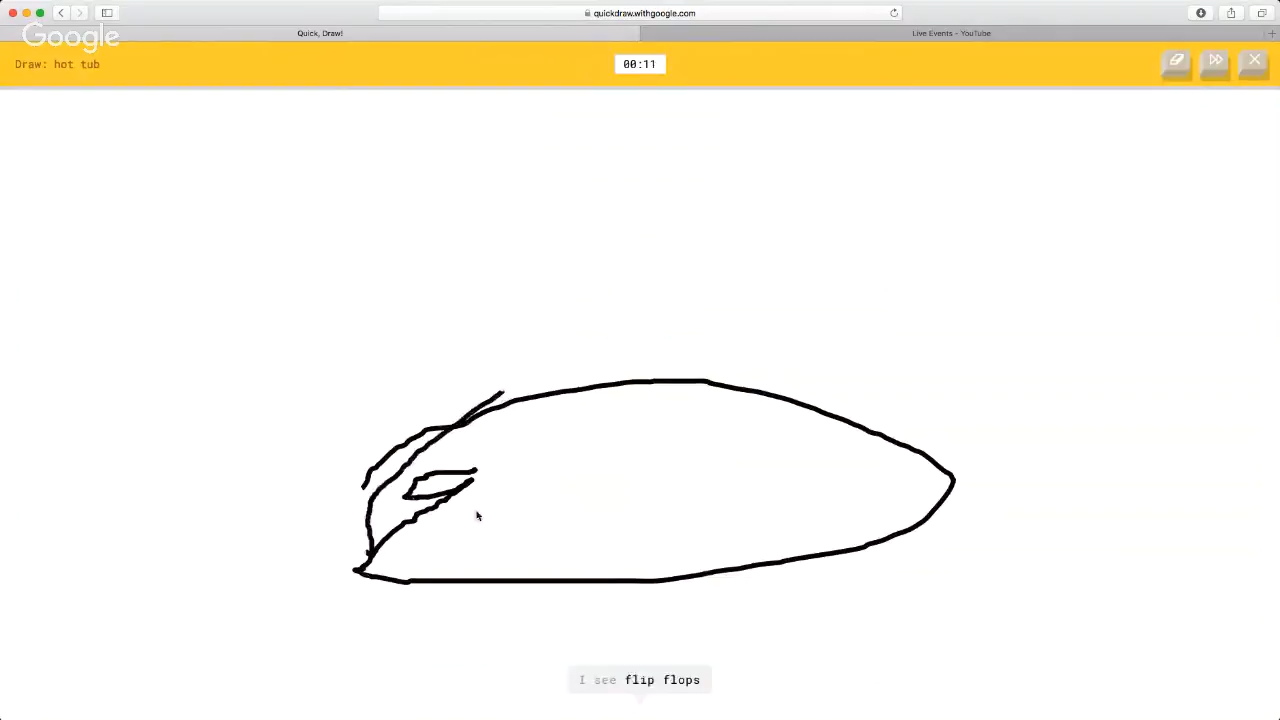 quickdraw.withgoogle.com
Quick, Draw!
Live Events - YouTube
Google
Draw: hot tub
00:11
I see flip flops